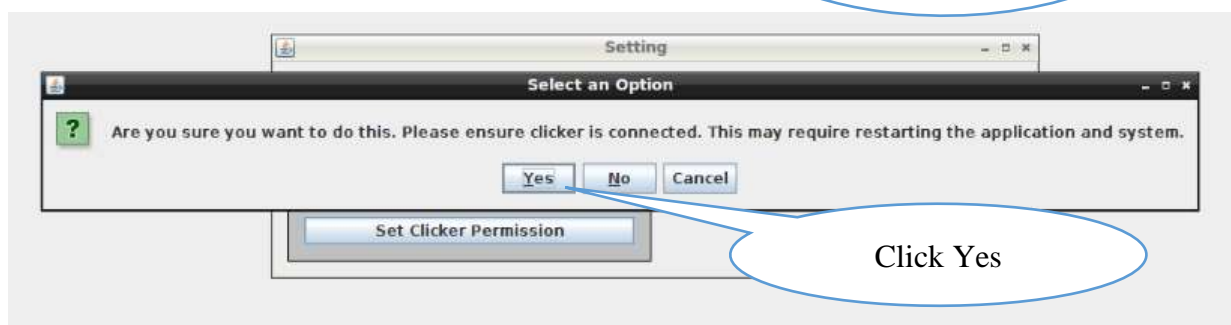 Setting
Select an Option
Are you sure you want to do this. Please ensure clicker is connected. This may require restarting the application and system.
Yes No Cancel
Set Clicker Permission
Click Yes